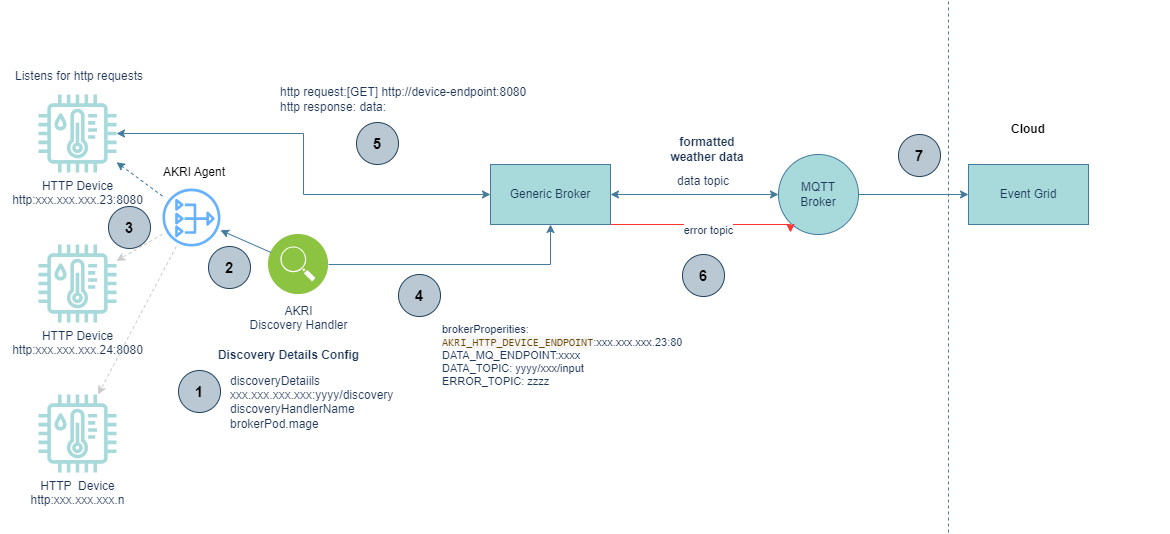 Listens for http requests
HTTP Device
http:xxx.xxx.xxx.23:8080
AKRI Agent
3
HTTP Device
http:xxx.xxx.xxx.24:8080
HTTP Device
http:xxx.xxx.xxx.n
2
AKRI
Discovery Handler
Discovery Details Config
1
discoveryDetaiils
xxx.xxx.xxx.xxx:yyyy/discovery
discoveryHandlerName
brokerPod.mage
http request:[GET] http://device-endpoint:8080
http response: data:
5
4
brokerProperities:
AKRI_HTTP_DEVICE_ENDPOINT:xxx.xxx.xxx.23:80
DATA_MQ_ENDPOINT:xxxx
DATA_TOPIC: yyyy/xxx/input
ERROR_TOPIC: zzzz
Generic Broker
formatted
weather data
data topic
error topic
6
MQTT
Broker
7
Cloud
Event Grid